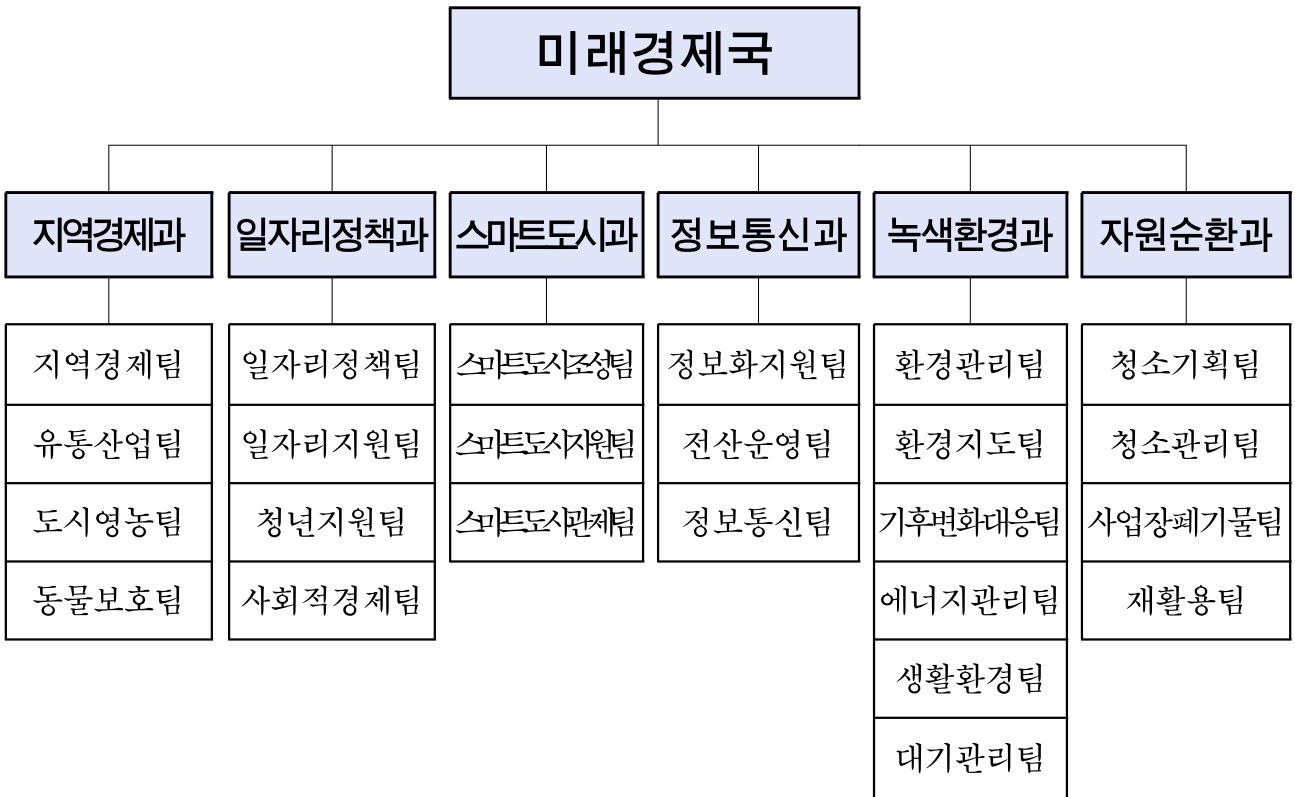 미래경제국
지역경제과 일자리정책과 스마트도시과 정보통신과 녹색환경과 자원순환과
지역경제팀 일자리정책팀 스마트도시조성팀 정보화지원팀 환경관리팀 청소기획팀
유통산업팀 일자리지원팀 스마트도시지원팀 전산운영팀 환경지도팀 청소관리팀
도시영농팀 청년지원팀 스마트도시관제팀 정보통신팀 기후변화대응팀 사업장폐기물팀
동물보호팀 사회적경제팀 에너지관리팀 재활용팀
생활환경팀
대기관리팀